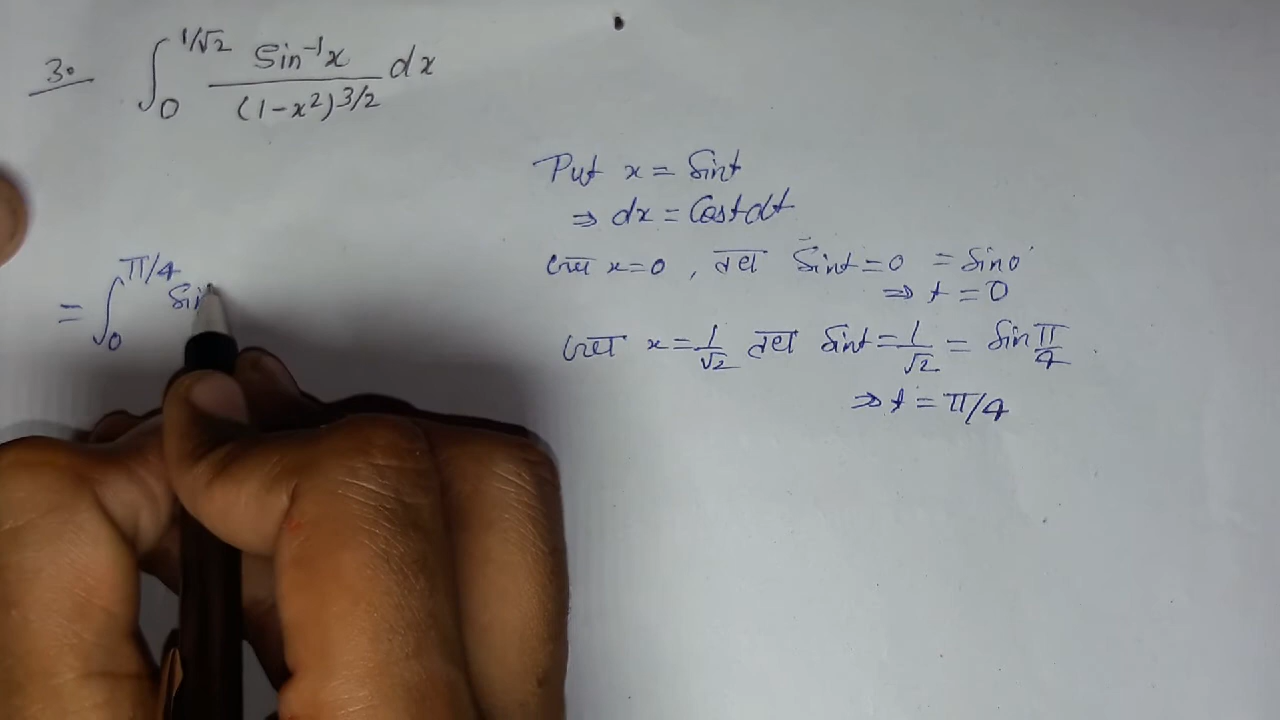 3. ∫₀^{1/√2} Sin⁻¹x / (1-x²)^{3/2} dx
Put x = Sint
⇒ dx = Cost dt
जब x=0, तब Sint=0 = Sin0
⇒ t = 0
जब x = 1/√2 तब Sint = 1/√2 = Sin π/4
⇒ t = π/4
= ∫₀^{π/4} Sin